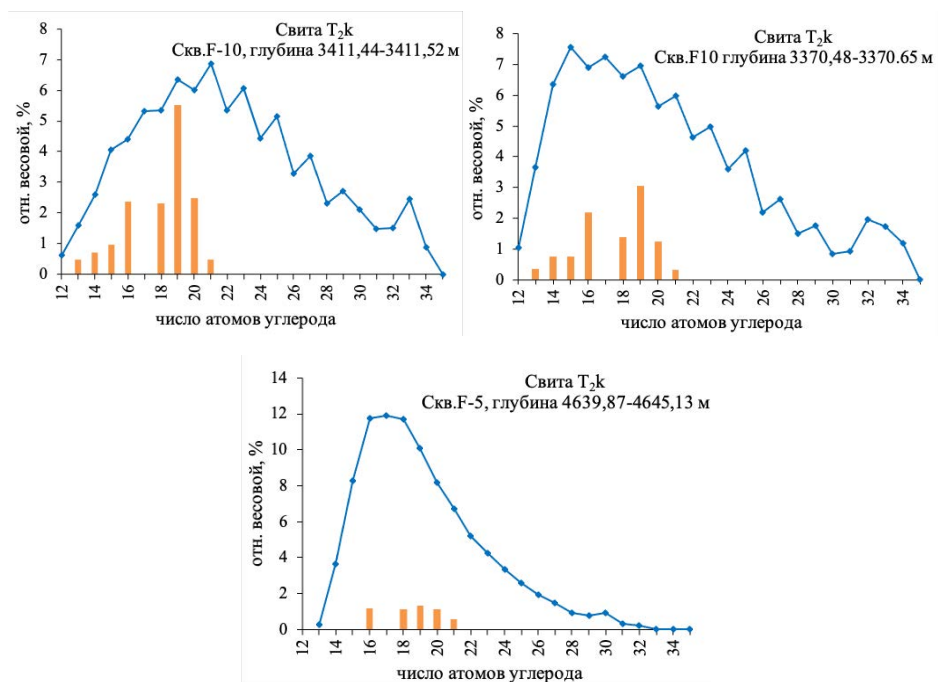 Свита T₂k
Скв.F-10, глубина 3411,44-3411,52 м
отн. весовой, %
8
7
6
5
4
3
2
1
0
12 14 16 18 20 22 24 26 28 30 32 34
число атомов углерода
Свита T₂k
Скв.F10 глубина 3370,48-3370.65 м
отн. весовой, %
8
7
6
5
4
3
2
1
0
12 14 16 18 20 22 24 26 28 30 32 34
число атомов углерода
Свита T₂k
Скв.F-5, глубина 4639,87-4645,13 м
отн. весовой, %
14
12
10
8
6
4
2
0
12 14 16 18 20 22 24 26 28 30 32 34
число атомов углерода